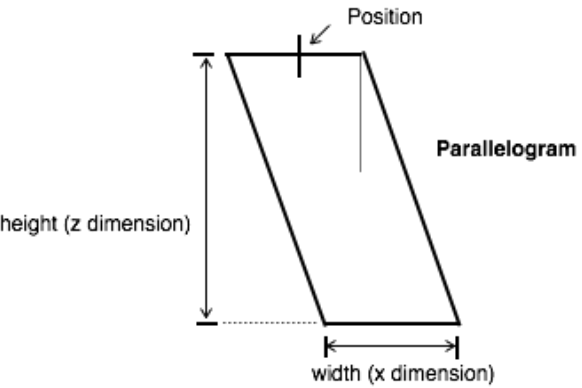 Position
Parallelogram
height (z dimension)
width (x dimension)